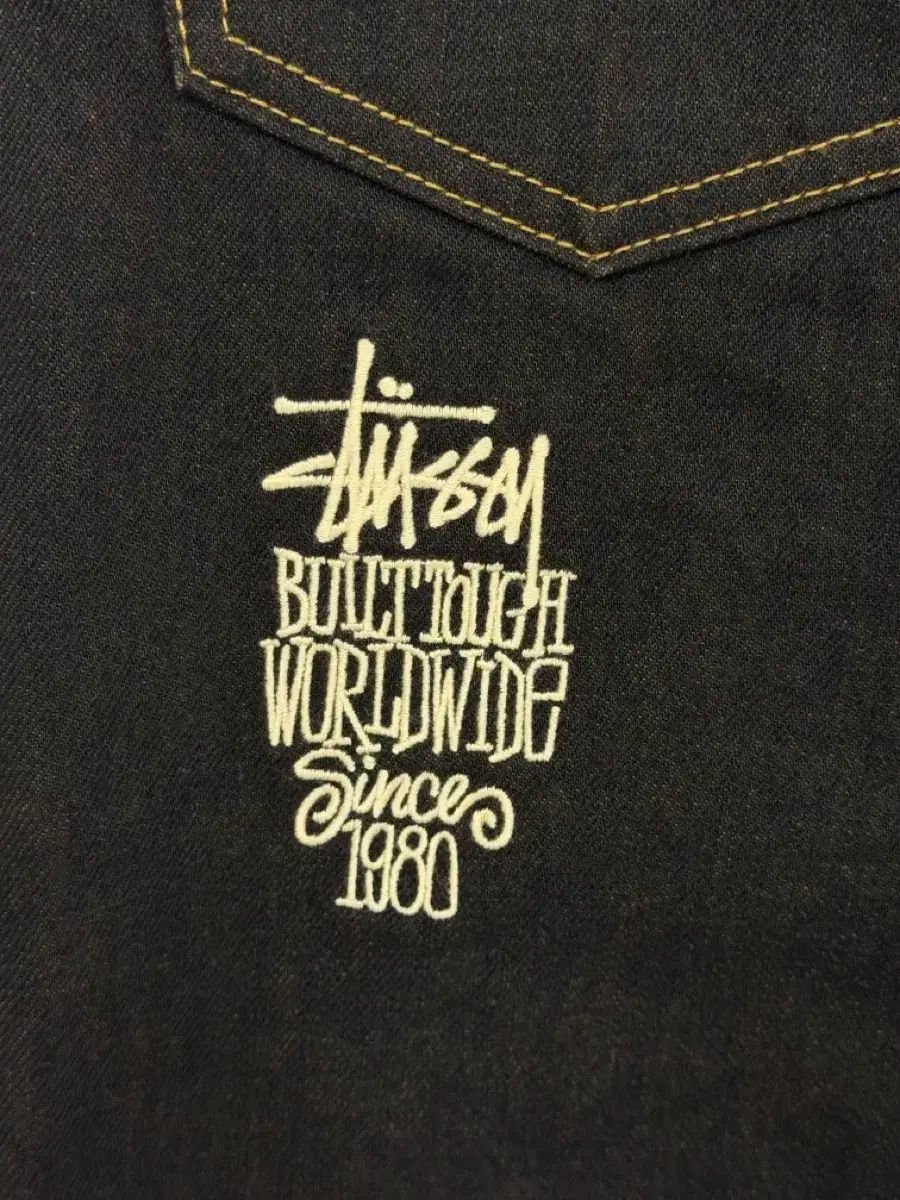 Stüssy
BUILT TOUGH
WORLDWIDE
Since
1980